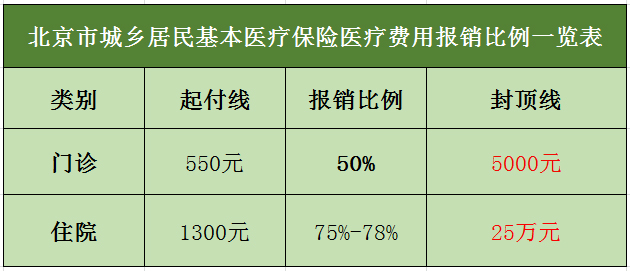 北京市城乡居民基本医疗保险医疗费用报销比例一览表
类别 起付线 报销比例 封顶线
门诊 550元 50% 5000元
住院 1300元 75%-78% 25万元